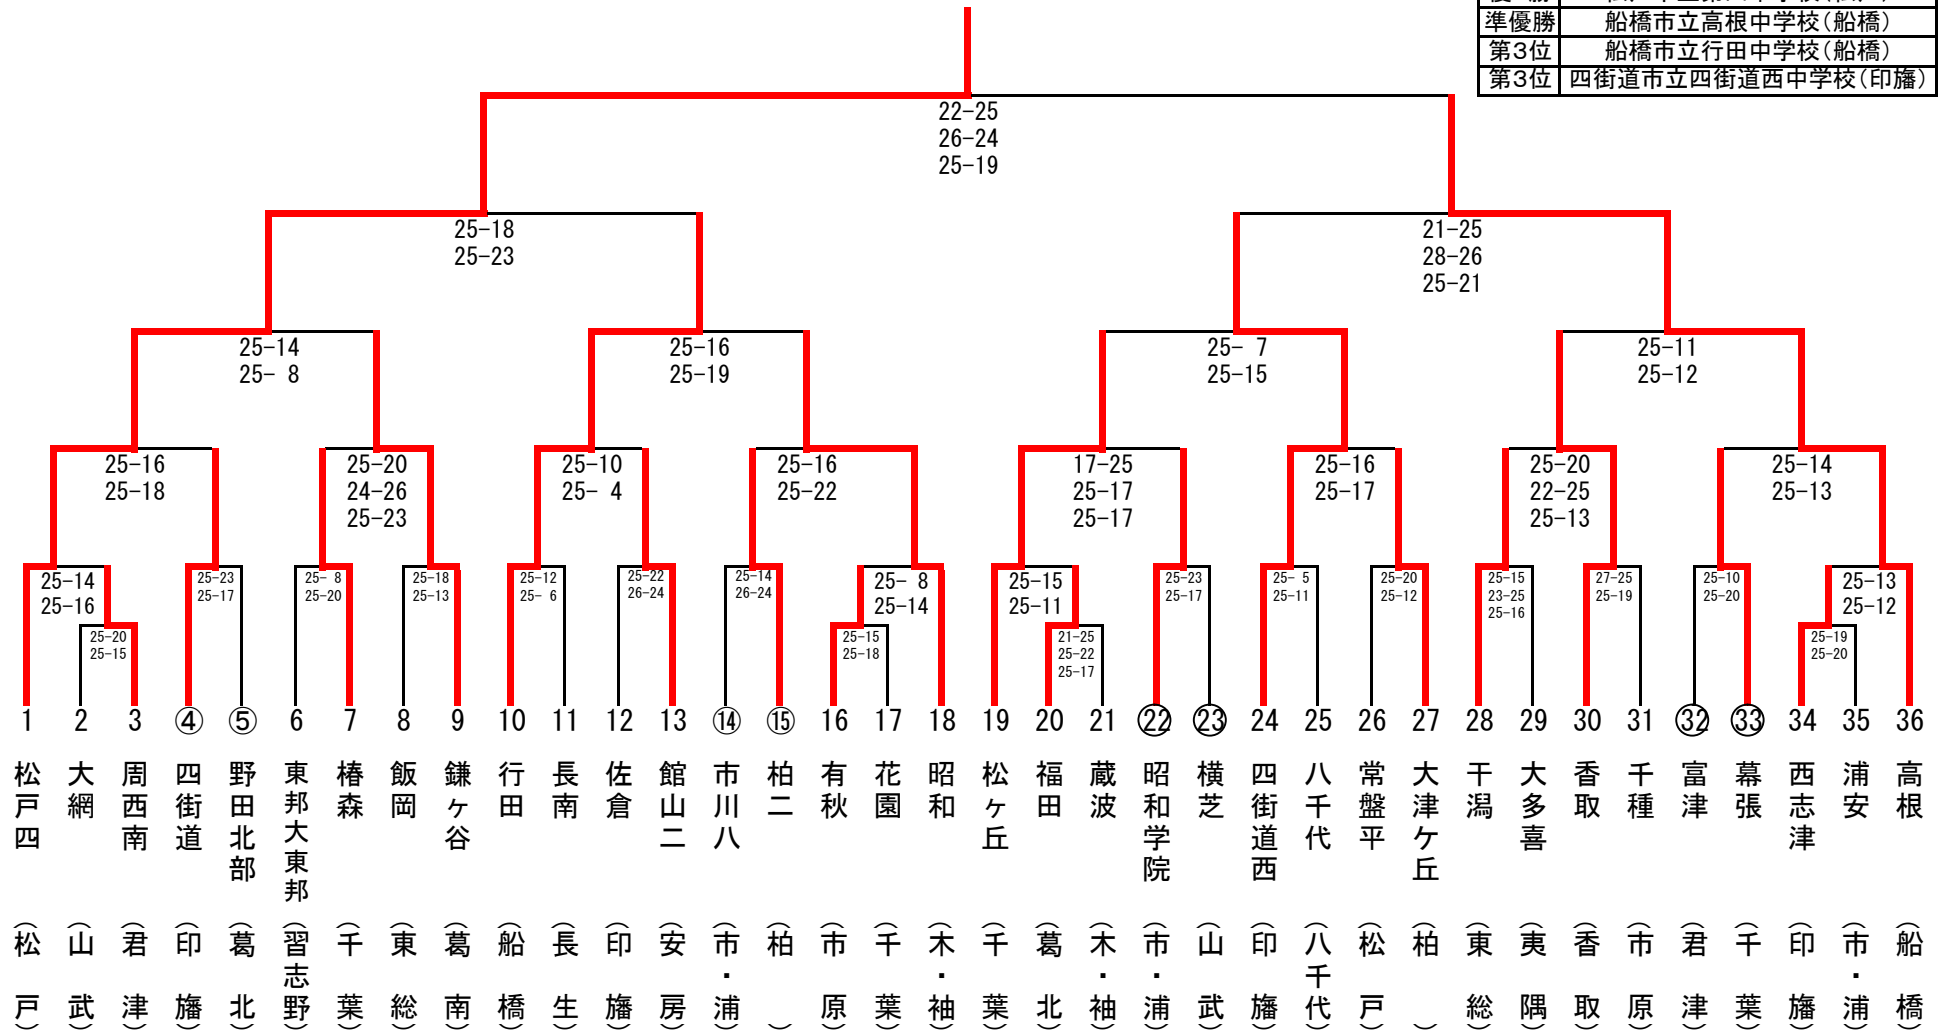 準優勝 船橋市立高根中学校(船橋)
第3位 船橋市立行田中学校(船橋)
第3位 四街道市立四街道西中学校(印旛)
22-25
26-24
25-19
25-18
25-23
21-25
28-26
25-21
25-14
25- 8
25-16
25-19
25- 7
25-15
25-11
25-12
25-16
25-18
25-20
24-26
25-23
25-10
25- 4
25-16
25-22
17-25
25-17
25-17
25-16
25-17
25-20
22-25
25-13
25-14
25-13
25-14
25-16
25-23
25-17
25- 8
25-20
25-18
25-13
25-12
25- 6
25-22
26-24
25-14
26-24
25- 8
25-14
25-15
25-11
25-23
25-17
25- 5
25-11
25-20
25-12
25-15
23-25
25-16
27-25
25-19
25-10
25-20
25-13
25-12
25-20
25-15
25-15
25-18
21-25
25-22
25-17
25-19
25-20
1 2 3 ④ ⑤ 6 7 8 9 10 11 12 13 ⑭ ⑮ 16 17 18 19 20 21 ㉒ ㉓ 24 25 26 27 28 29 30 31 ㉜ ㉝ 34 35 36
松戸四(松戸)
大網(山武)
周西南(君津)
四街道(印旛)
野田北部(葛北)
東邦大東邦(習志野)
椿森(千葉)
飯岡(東総)
鎌ヶ谷(葛南)
行田(船橋)
長南(長生)
佐倉(印旛)
館山二(安房)
市川八(市・浦)
柏二(柏)
有秋(市原)
花園(千葉)
昭和(木・袖)
松ヶ丘(千葉)
福田(葛北)
蔵波(木・袖)
昭和学院(市・浦)
横芝(山武)
四街道西(印旛)
八千代(八千代)
常盤平(松戸)
大津ケ丘(柏)
干潟(東総)
大多喜(夷隅)
香取(香取)
千種(市原)
富津(君津)
幕張(千葉)
西志津(印旛)
浦安(市・浦)
高根(船橋)